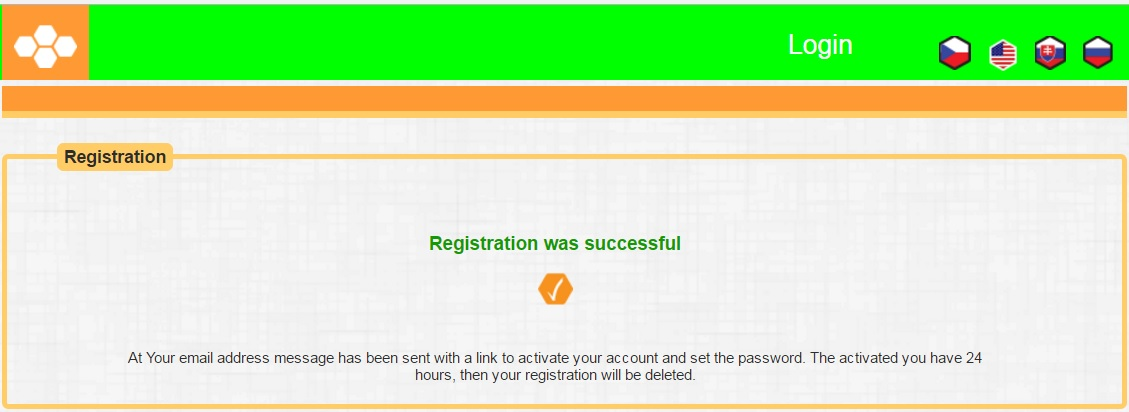 Login
Registration
Registration was successful
At Your email address message has been sent with a link to activate your account and set the password. The activated you have 24
hours, then your registration will be deleted.